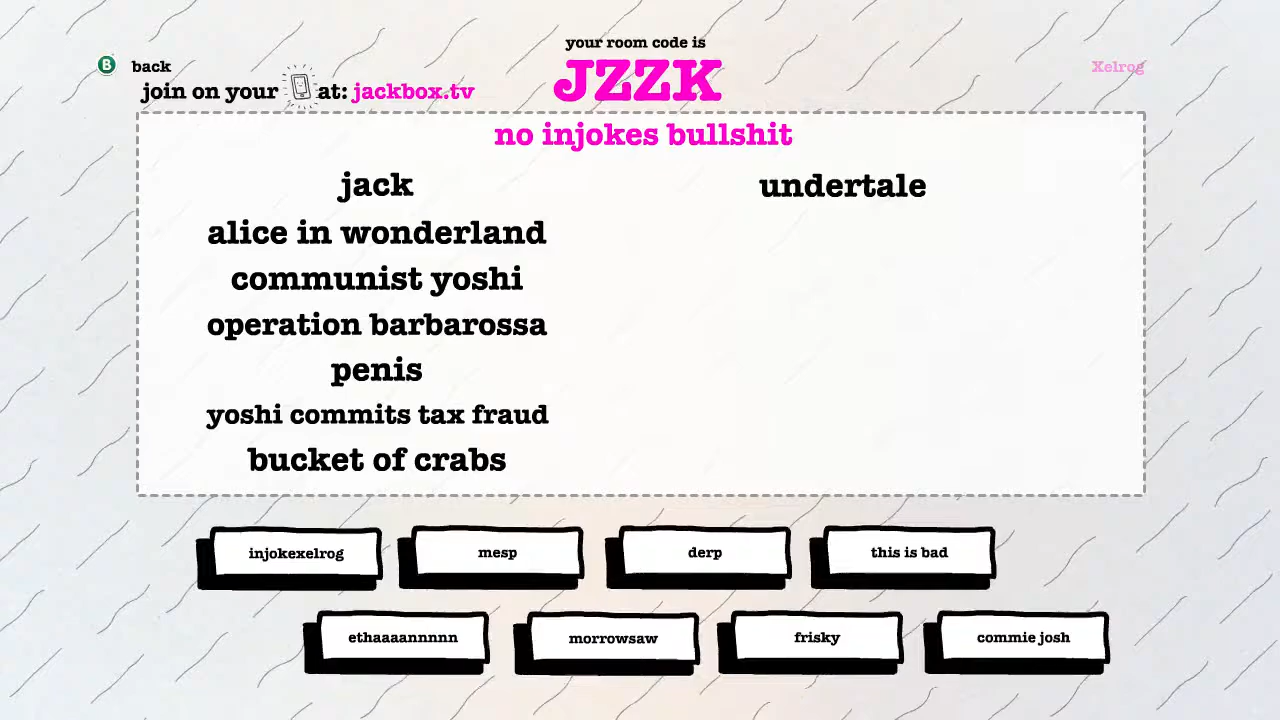 your room code is
B back
join on your at: jackbox.tv
JZZK
Xelrog
no injokes bullshit
jack
undertale
alice in wonderland
communist yoshi
operation barbarossa
penis
yoshi commits tax fraud
bucket of crabs
injokexelrog
mesp
derp
this is bad
ethaaaannnnn
morrowsaw
frisky
commie josh